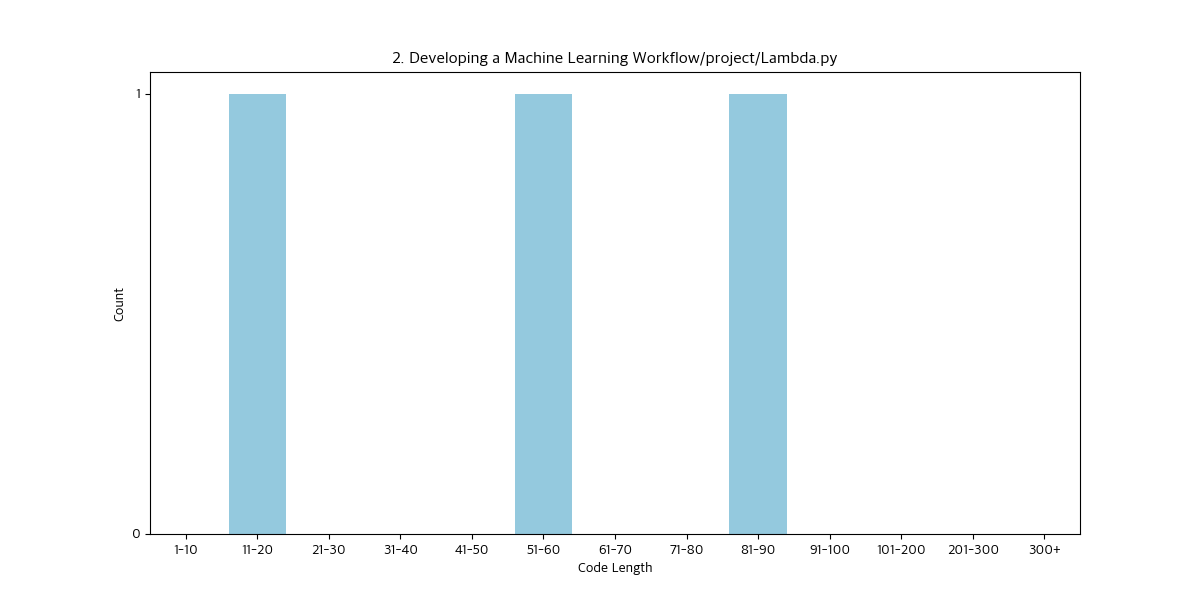 2. Developing a Machine Learning Workflow/project/Lambda.py
1
Count
0
1-10 11-20 21-30 31-40 41-50 51-60 61-70 71-80 81-90 91-100 101-200 201-300 300+
Code Length